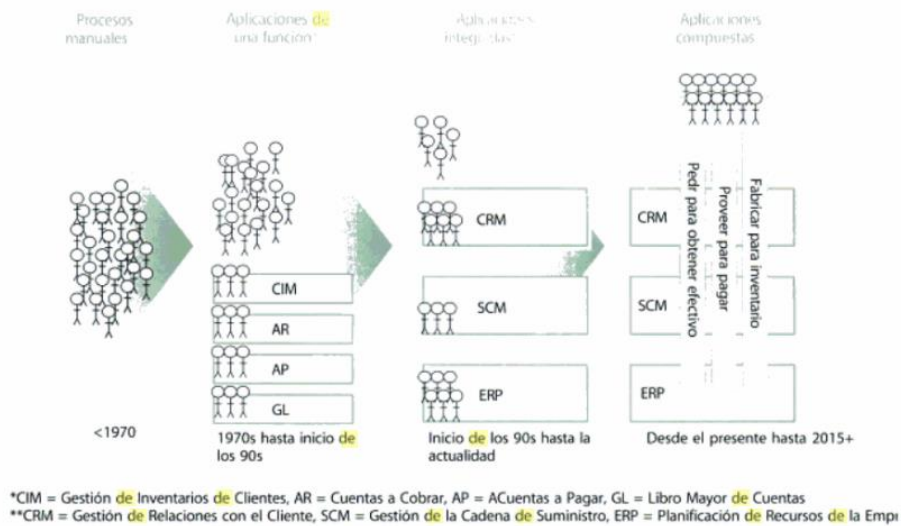 Procesos
manuales
Aplicaciones de
una función*
Aplicaciones
integradas**
Aplicaciones
compuestas
CIM
AR
AP
GL
CRM
SCM
ERP
CRM
SCM
ERP
Pedr para obtener efectivo
Proveer para pagar
Fabricar para inventario
<1970
1970s hasta inicio de
los 90s
Inicio de los 90s hasta la
actualidad
Desde el presente hasta 2015+
*CIM = Gestión de Inventarios de Clientes, AR = Cuentas a Cobrar, AP = ACuentas a Pagar, GL = Libro Mayor de Cuentas
**CRM = Gestión de Relaciones con el Cliente, SCM = Gestión de la Cadena de Suministro, ERP = Planificación de Recursos de la